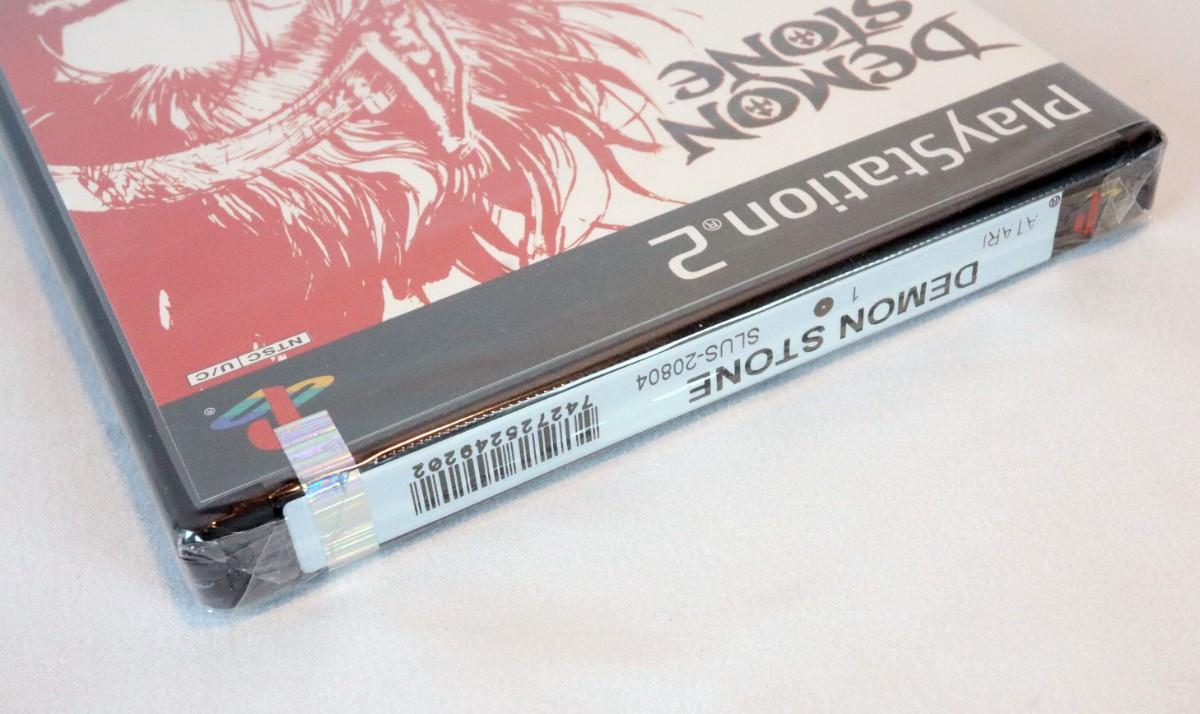 DEMON
STONE
PlayStation®2
NTSC U/C
®
ATARI®
DEMON STONE
1
SLUS-20804
742725249202